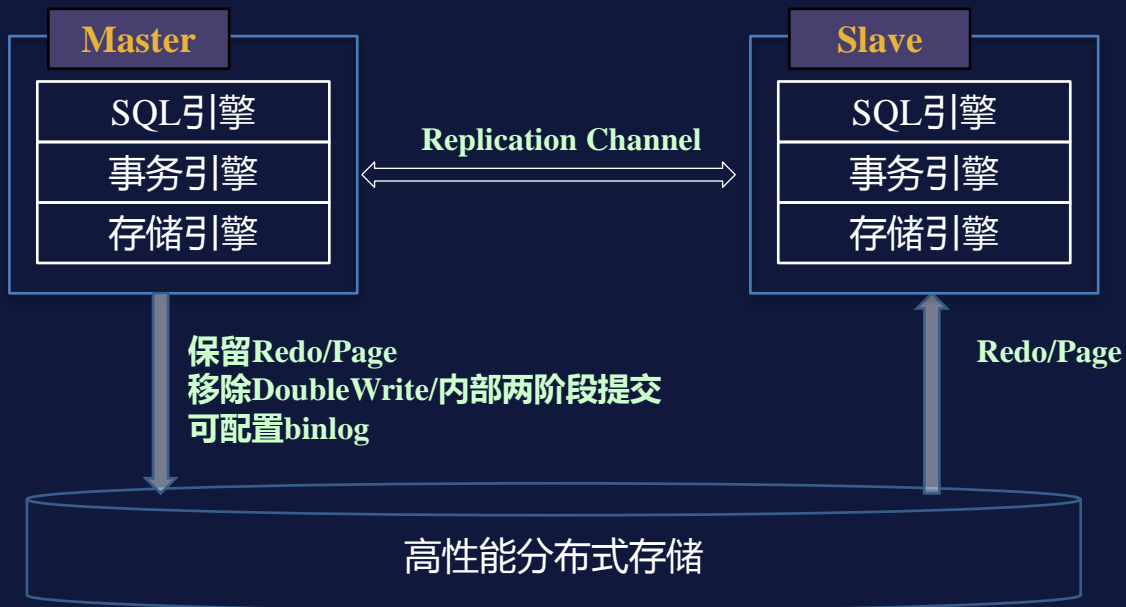 Master
SQL引擎
事务引擎
存储引擎
Replication Channel
Slave
SQL引擎
事务引擎
存储引擎
保留Redo/Page
移除DoubleWrite/内部两阶段提交
可配置binlog
Redo/Page
高性能分布式存储